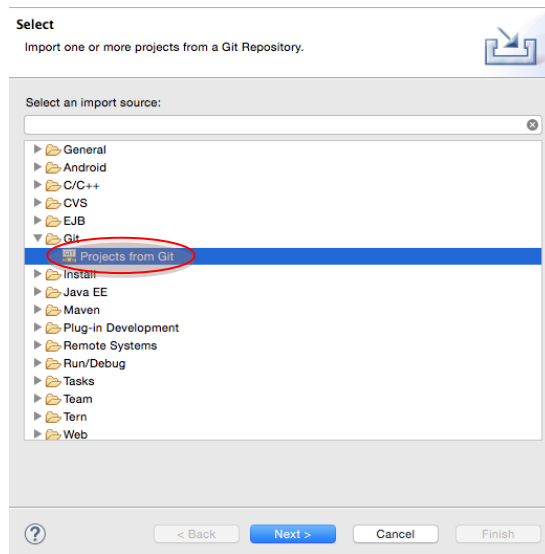 Select
Import one or more projects from a Git Repository.
Select an import source:
General
Android
C/C++
CVS
EJB
Git
GIT
Projects from Git
Install
Java EE
Maven
Plug-in Development
Remote Systems
Run/Debug
Tasks
Team
Tern
Web
?
< Back
Next >
Cancel
Finish